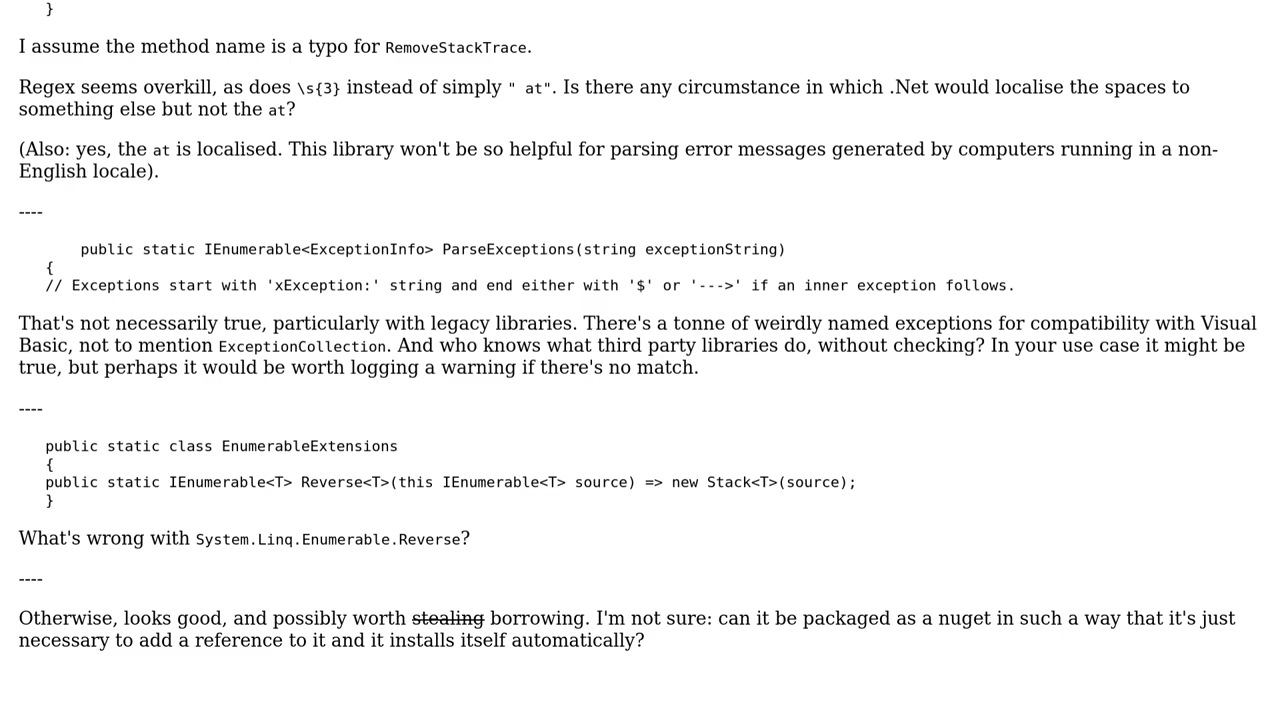 }
I assume the method name is a typo for RemoveStackTrace.
Regex seems overkill, as does \s{3} instead of simply " at". Is there any circumstance in which .Net would localise the spaces to
something else but not the at?
(Also: yes, the at is localised. This library won't be so helpful for parsing error messages generated by computers running in a non-
English locale).
----
public static IEnumerable<ExceptionInfo> ParseExceptions(string exceptionString)
{
// Exceptions start with 'xException:' string and end either with '$' or '--->' if an inner exception follows.
That's not necessarily true, particularly with legacy libraries. There's a tonne of weirdly named exceptions for compatibility with Visual
Basic, not to mention ExceptionCollection. And who knows what third party libraries do, without checking? In your use case it might be
true, but perhaps it would be worth logging a warning if there's no match.
----
public static class EnumerableExtensions
{
public static IEnumerable<T> Reverse<T>(this IEnumerable<T> source) => new Stack<T>(source);
}
What's wrong with System.Linq.Enumerable.Reverse?
----
Otherwise, looks good, and possibly worth stealing borrowing. I'm not sure: can it be packaged as a nuget in such a way that it's just
necessary to add a reference to it and it installs itself automatically?